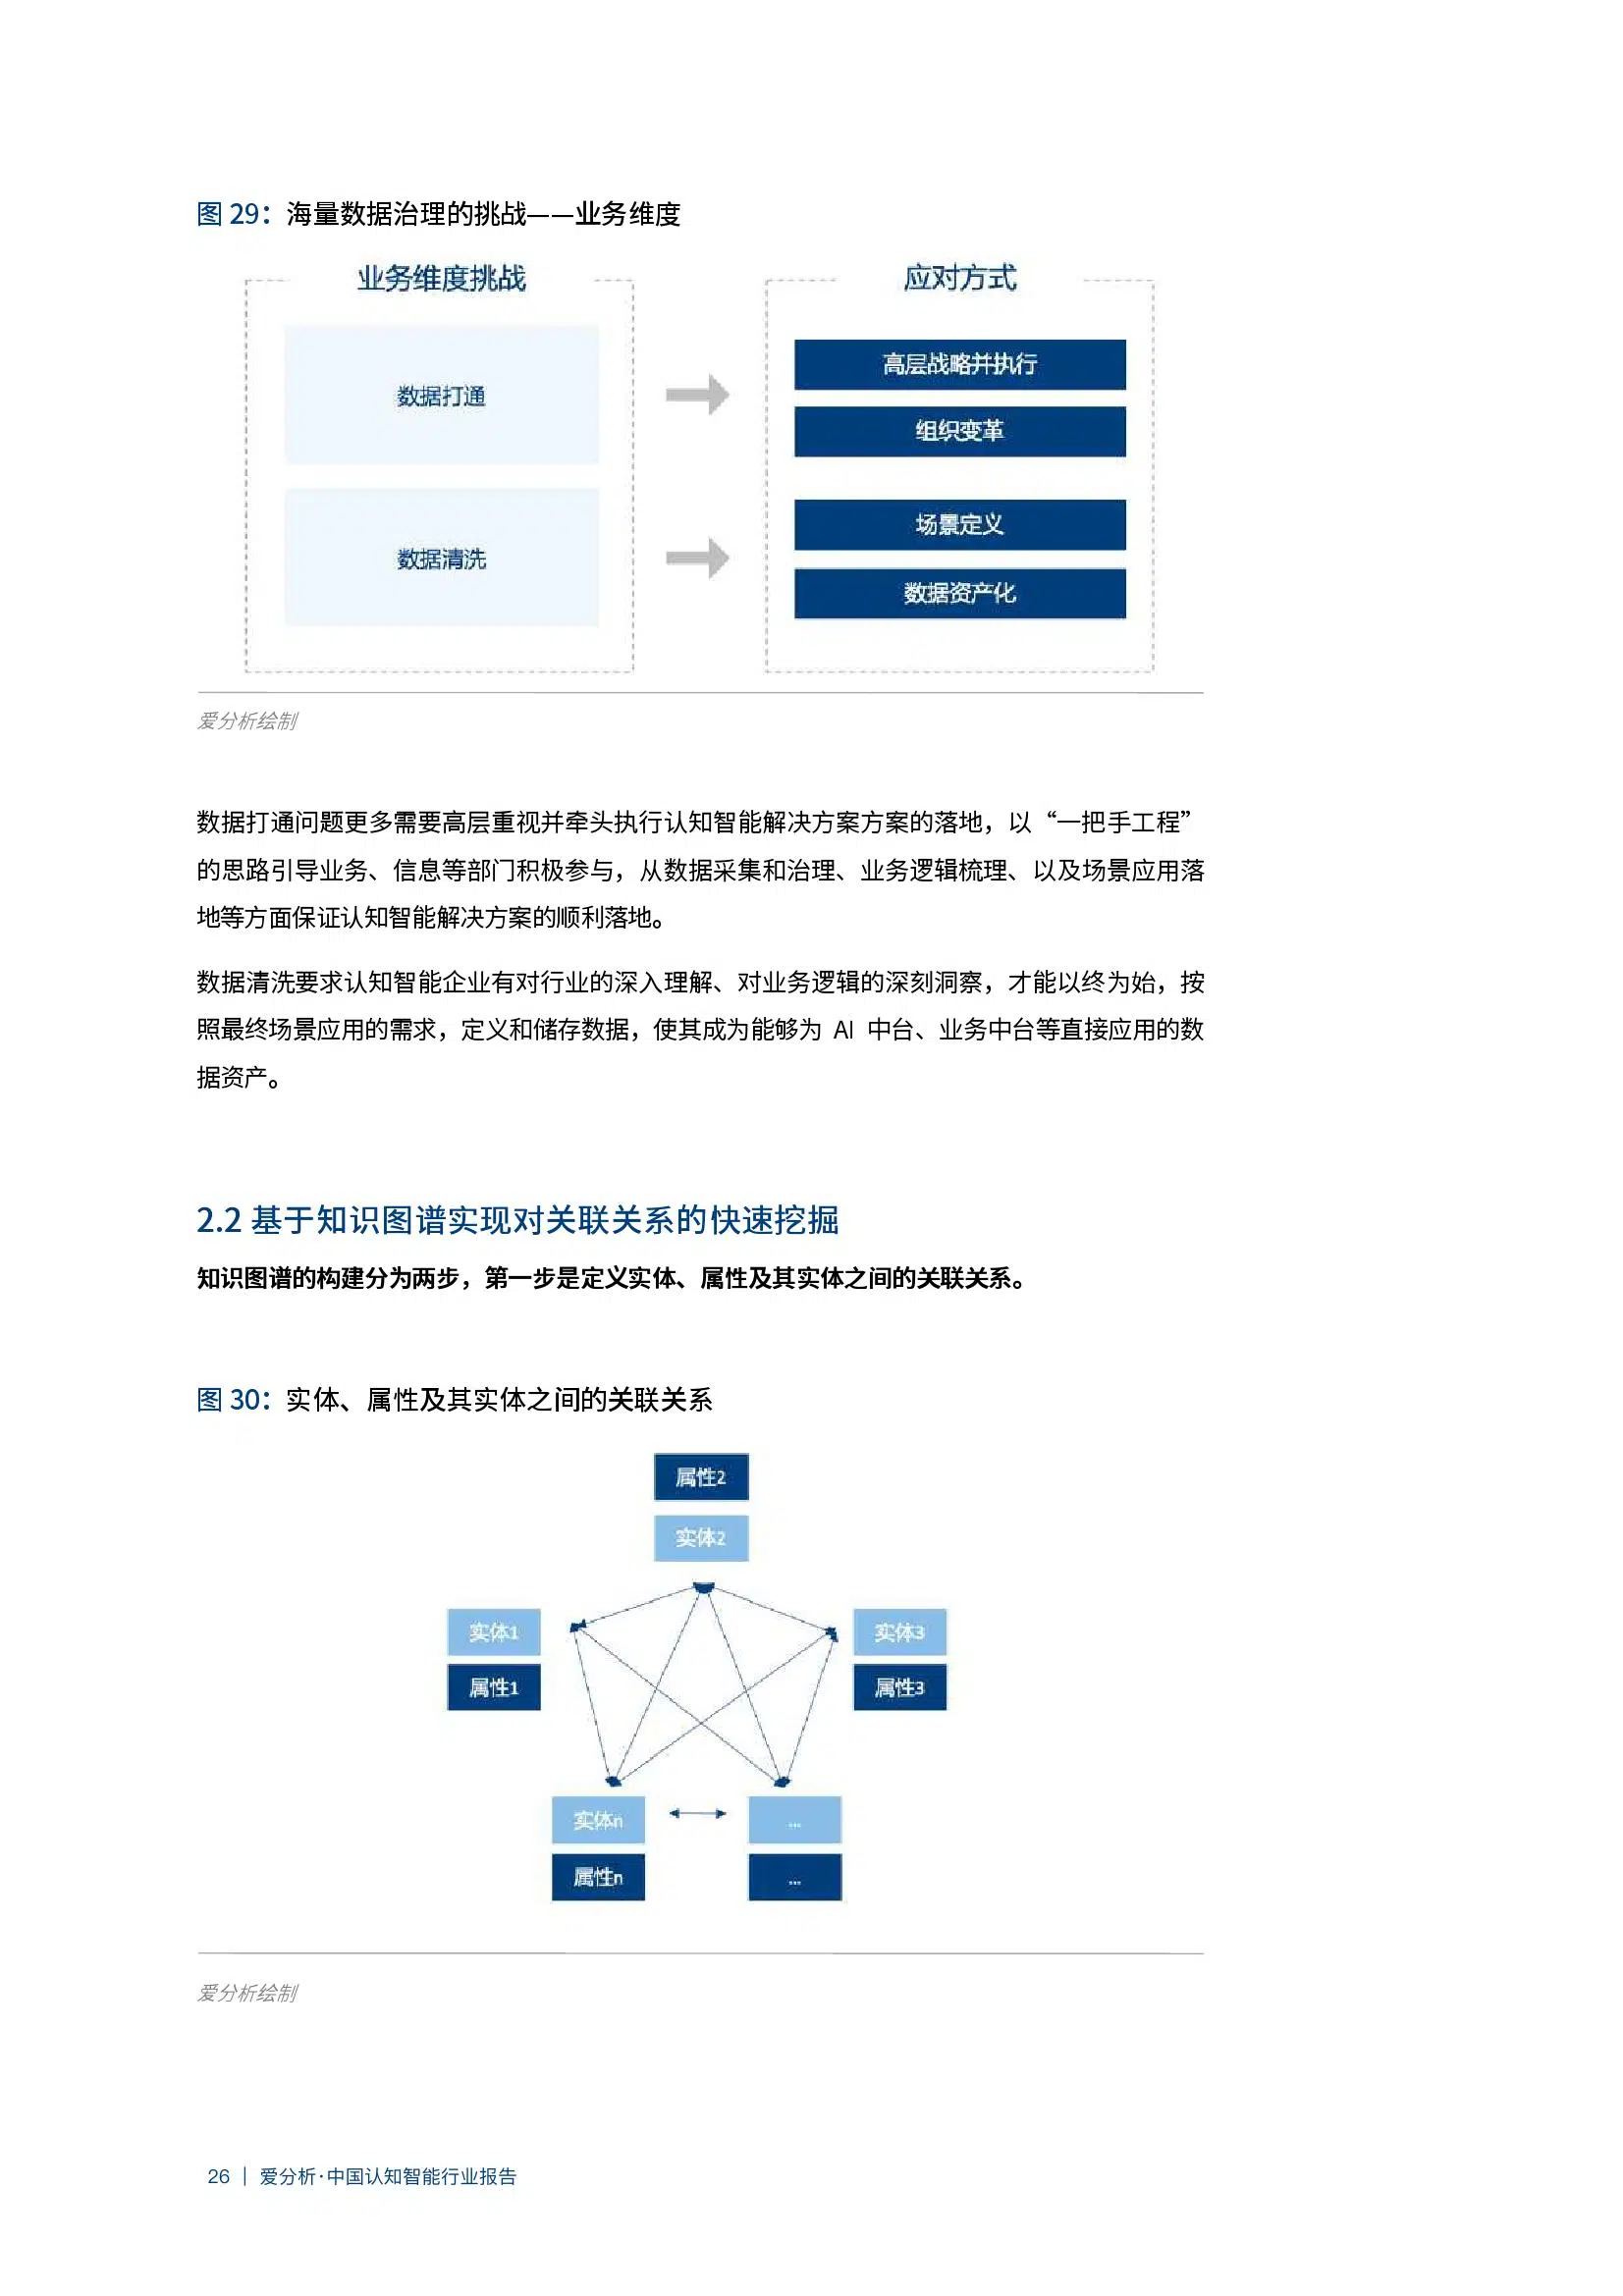 图 29：海量数据治理的挑战——业务维度
业务维度挑战
应对方式
数据打通
高层战略并执行
组织变革
数据清洗
场景定义
数据资产化
爱分析绘制
数据打通问题更多需要高层重视并牵头执行认知智能解决方案方案的落地，以“一把手工程”
的思路引导业务、信息等部门积极参与，从数据采集和治理、业务逻辑梳理、以及场景应用落
地等方面保证认知智能解决方案的顺利落地。
数据清洗要求认知智能企业有对行业的深入理解、对业务逻辑的深刻洞察，才能以终为始，按
照最终场景应用的需求，定义和储存数据，使其成为能够为 AI 中台、业务中台等直接应用的数
据资产。
2.2 基于知识图谱实现对关联关系的快速挖掘
知识图谱的构建分为两步，第一步是定义实体、属性及其实体之间的关联关系。
图 30：实体、属性及其实体之间的关联关系
属性2
实体2
实体1
属性1
实体3
属性3
实体n
属性n
...
...
爱分析绘制
26 | 爱分析·中国认知智能行业报告